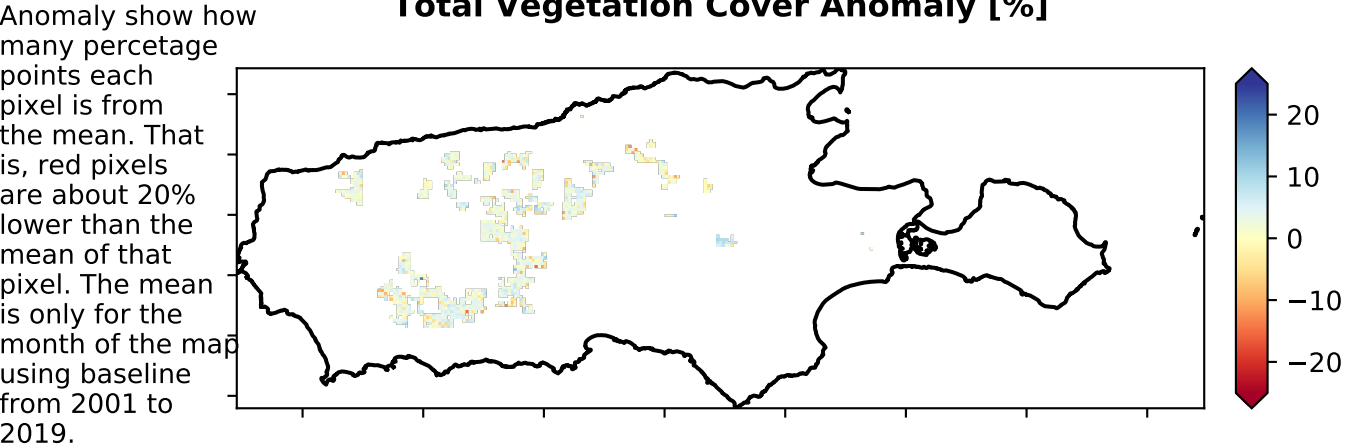 Total Vegetation Cover Anomaly [%]
Anomaly show how
many percetage
points each
pixel is from
the mean. That
is, red pixels
are about 20%
lower than the
mean of that
pixel. The mean
is only for the
month of the map
using baseline
from 2001 to
2019.
20
10
0
−10
−20